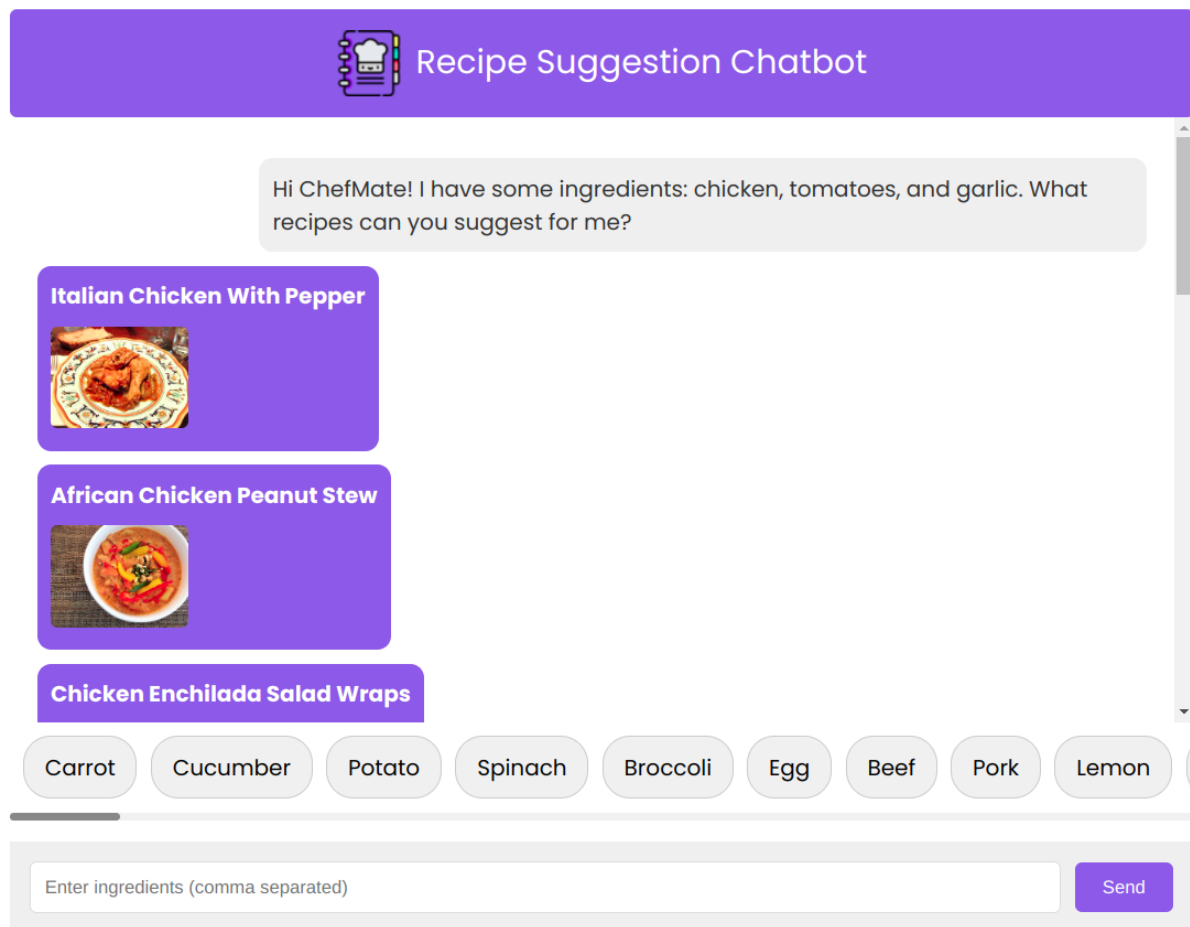 Recipe Suggestion Chatbot
Hi ChefMate! I have some ingredients: chicken, tomatoes, and garlic. What
recipes can you suggest for me?
Italian Chicken With Pepper
African Chicken Peanut Stew
Chicken Enchilada Salad Wraps
Carrot Cucumber Potato Spinach Broccoli Egg Beef Pork Lemon
Enter ingredients (comma separated) Send